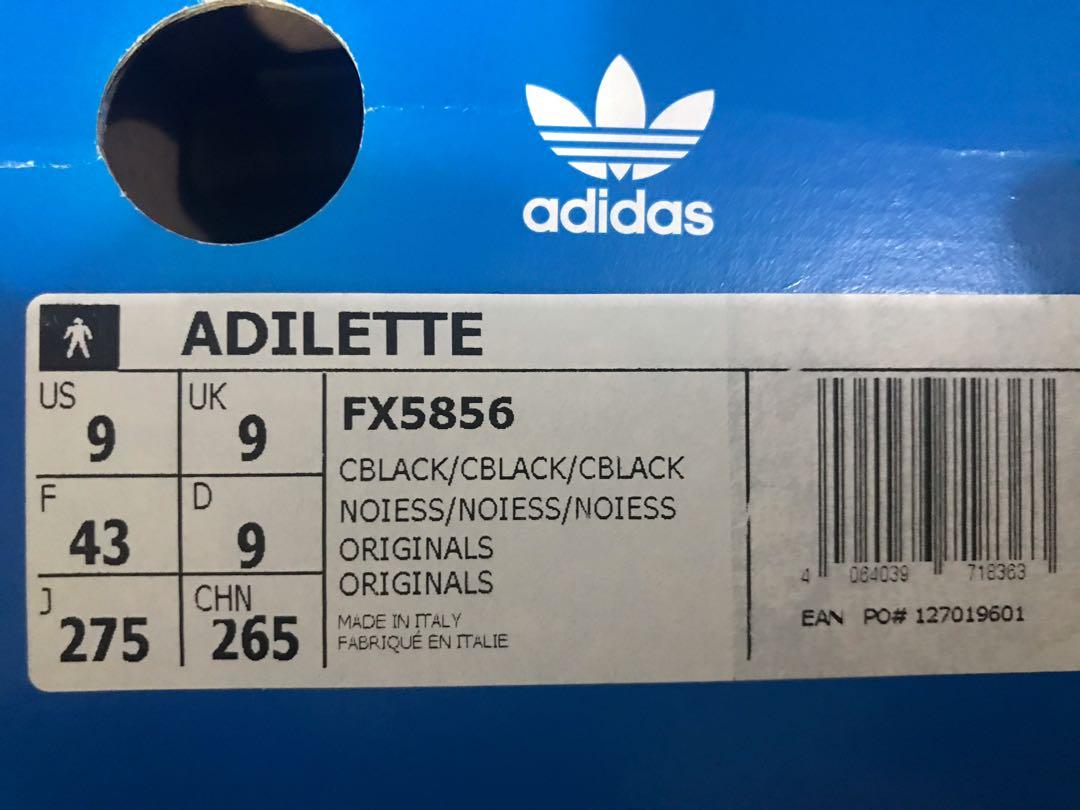 adidas
ADILETTE
US 9
UK 9
F 43
D 9
J 275
CHN 265
FX5856
CBLACK/CBLACK/CBLACK
NOIESS/NOIESS/NOIESS
ORIGINALS
ORIGINALS
MADE IN ITALY
FABRIQUÉ EN ITALIE
4 064039 718363
EAN PO# 127019601